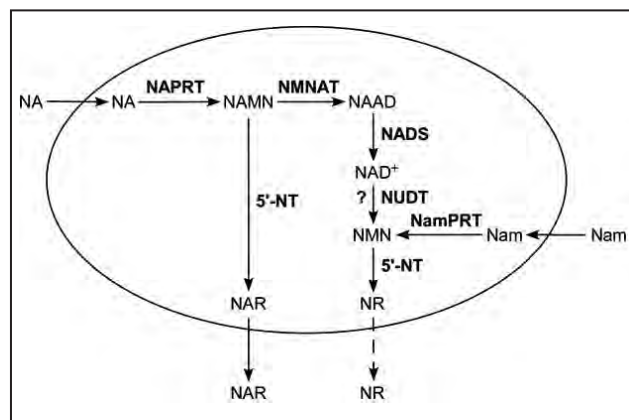 NAPRT NMNAT
NA NA NAMN NAAD
NADS
NAD+
5'-NT ? NUDT
NamPRT
NMN Nam Nam
5'-NT
NAR NR
NAR NR